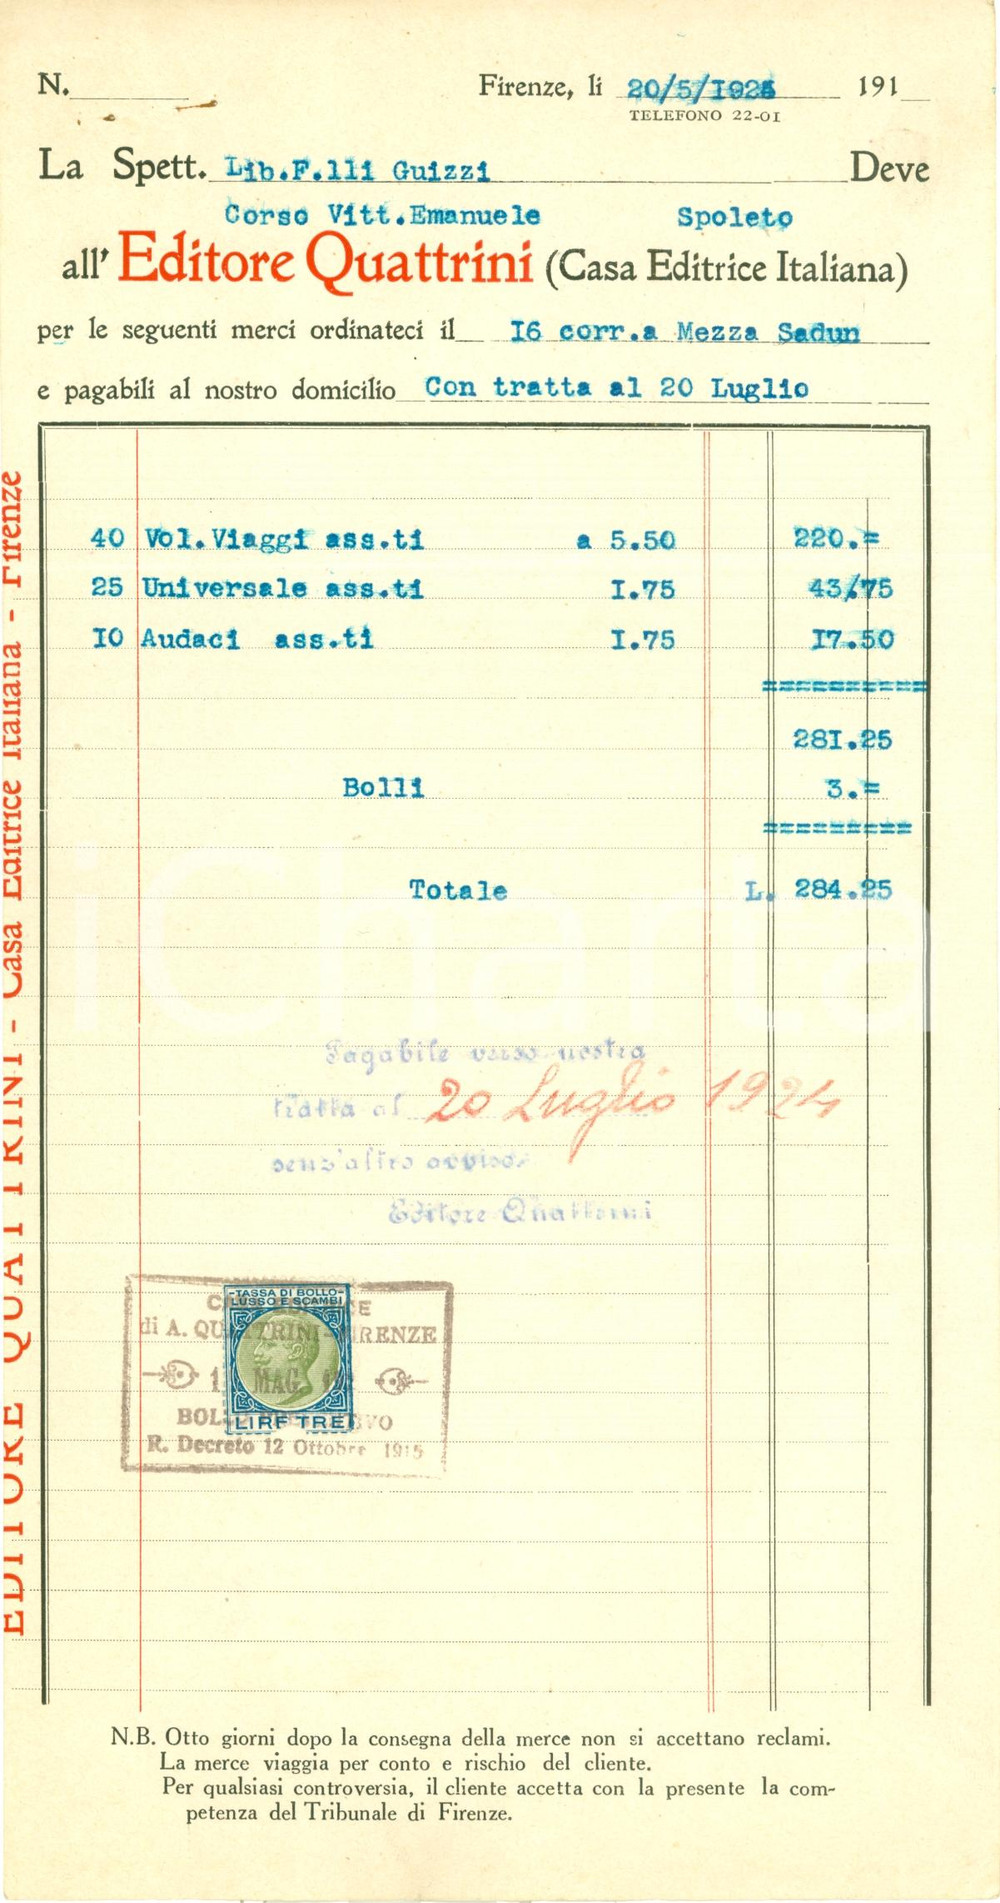 N.
Firenze, li 20/5/1924 191
TELEFONO 22-01
La Spett. Lib.F.lli Guizzi Deve
Corso Vitt.Emanuele Spoleto
all' Editore Quattrini (Casa Editrice Italiana)
per le seguenti merci ordinateci il I6 corr.a Mezza Sadun
e pagabili al nostro domicilio Con tratta al 20 Luglio
40 Vol.Viaggi ass.ti a 5.50 220.=
25 Universale ass.ti I.75 43.75
IO Audaci ass.ti I.75 I7.50
==========
28I.25
Bolli 3.=
=========
Totale L. 284.25
Pagabile verso nostra
tratta al 20 Luglio 1924
senz'altro avviso.
Editore Quattrini
TASSA DI BOLLO
LUSSO E SCAMBI
di A. QUATTRINI - FIRENZE
MAG.
LIRE TRE
R. Decreto 12 Ottobre 1915
EDITORE QUATTRINI - Casa Editrice Italiana - Firenze
N.B. Otto giorni dopo la consegna della merce non si accettano reclami.
La merce viaggia per conto e rischio del cliente.
Per qualsiasi controversia, il cliente accetta con la presente la com-
petenza del Tribunale di Firenze.
iCharta